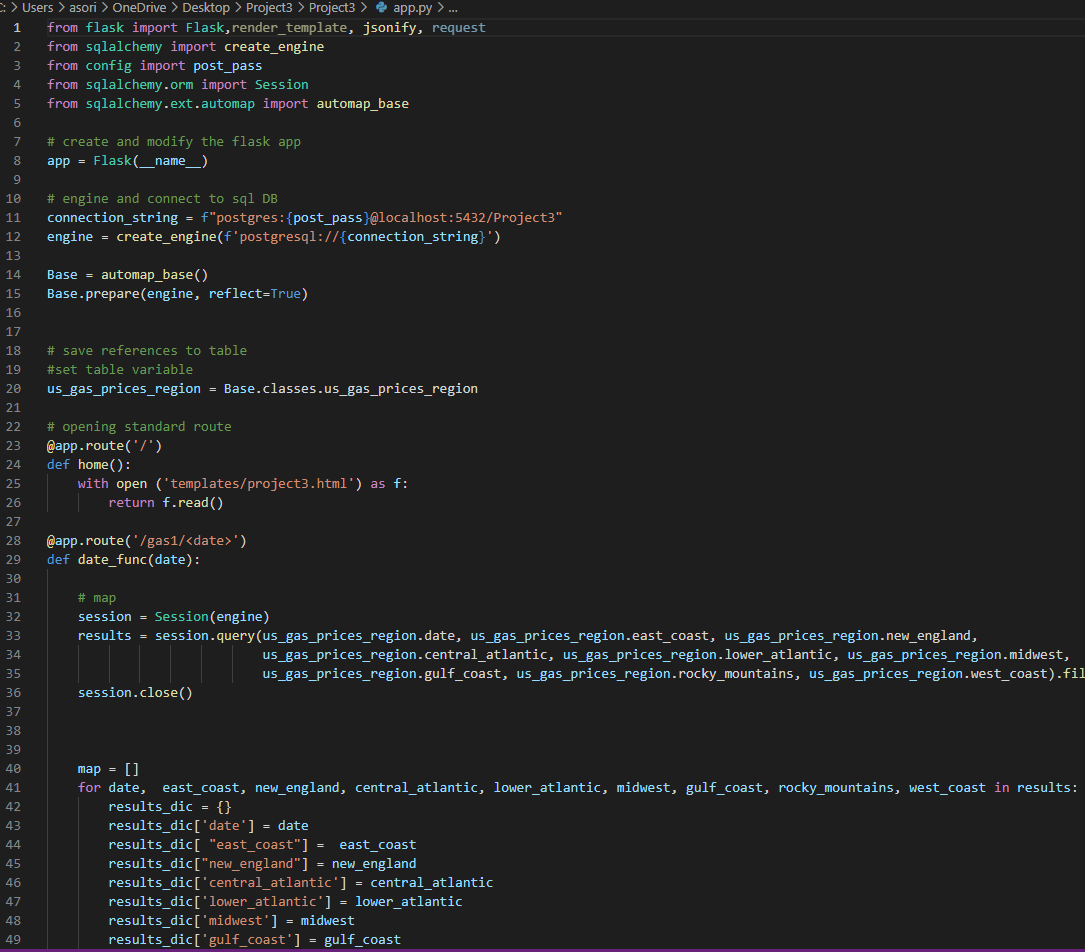 C: > Users > asori > OneDrive > Desktop > Project3 > Project3 > app.py > ...
1 from flask import Flask,render_template, jsonify, request
2 from sqlalchemy import create_engine
3 from config import post_pass
4 from sqlalchemy.orm import Session
5 from sqlalchemy.ext.automap import automap_base
6
7 # create and modify the flask app
8 app = Flask(__name__)
9
10 # engine and connect to sql DB
11 connection_string = f"postgres:{post_pass}@localhost:5432/Project3"
12 engine = create_engine(f'postgresql://{connection_string}')
13
14 Base = automap_base()
15 Base.prepare(engine, reflect=True)
16
17
18 # save references to table
19 #set table variable
20 us_gas_prices_region = Base.classes.us_gas_prices_region
21
22 # opening standard route
23 @app.route('/')
24 def home():
25     with open ('templates/project3.html') as f:
26         return f.read()
27
28 @app.route('/gas1/<date>')
29 def date_func(date):
30
31     # map
32     session = Session(engine)
33     results = session.query(us_gas_prices_region.date, us_gas_prices_region.east_coast, us_gas_prices_region.new_england,
34                             us_gas_prices_region.central_atlantic, us_gas_prices_region.lower_atlantic, us_gas_prices_region.midwest,
35                             us_gas_prices_region.gulf_coast, us_gas_prices_region.rocky_mountains, us_gas_prices_region.west_coast).fil
36     session.close()
37
38
39
40     map = []
41     for date,  east_coast, new_england, central_atlantic, lower_atlantic, midwest, gulf_coast, rocky_mountains, west_coast in results:
42         results_dic = {}
43         results_dic['date'] = date
44         results_dic[ "east_coast"] =  east_coast
45         results_dic["new_england"] = new_england
46         results_dic['central_atlantic'] = central_atlantic
47         results_dic['lower_atlantic'] = lower_atlantic
48         results_dic['midwest'] = midwest
49         results_dic['gulf_coast'] = gulf_coast